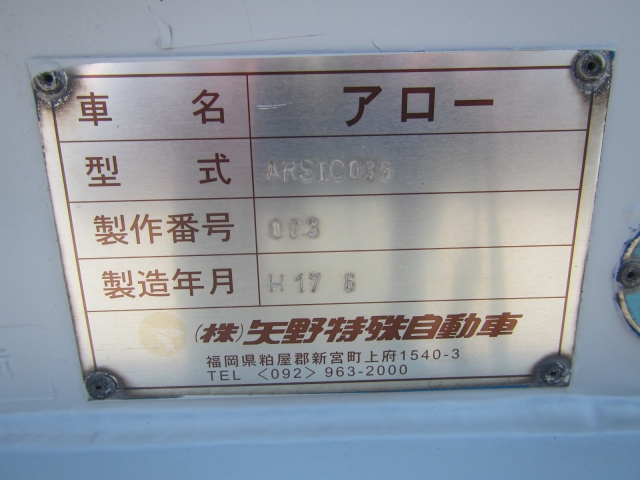 車名 アロー
型式 ARS1C085
製作番号 003
製造年月 H 17 6
(株)矢野特殊自動車
福岡県粕屋郡新宮町上府1540-3
TEL <092> 963-2000